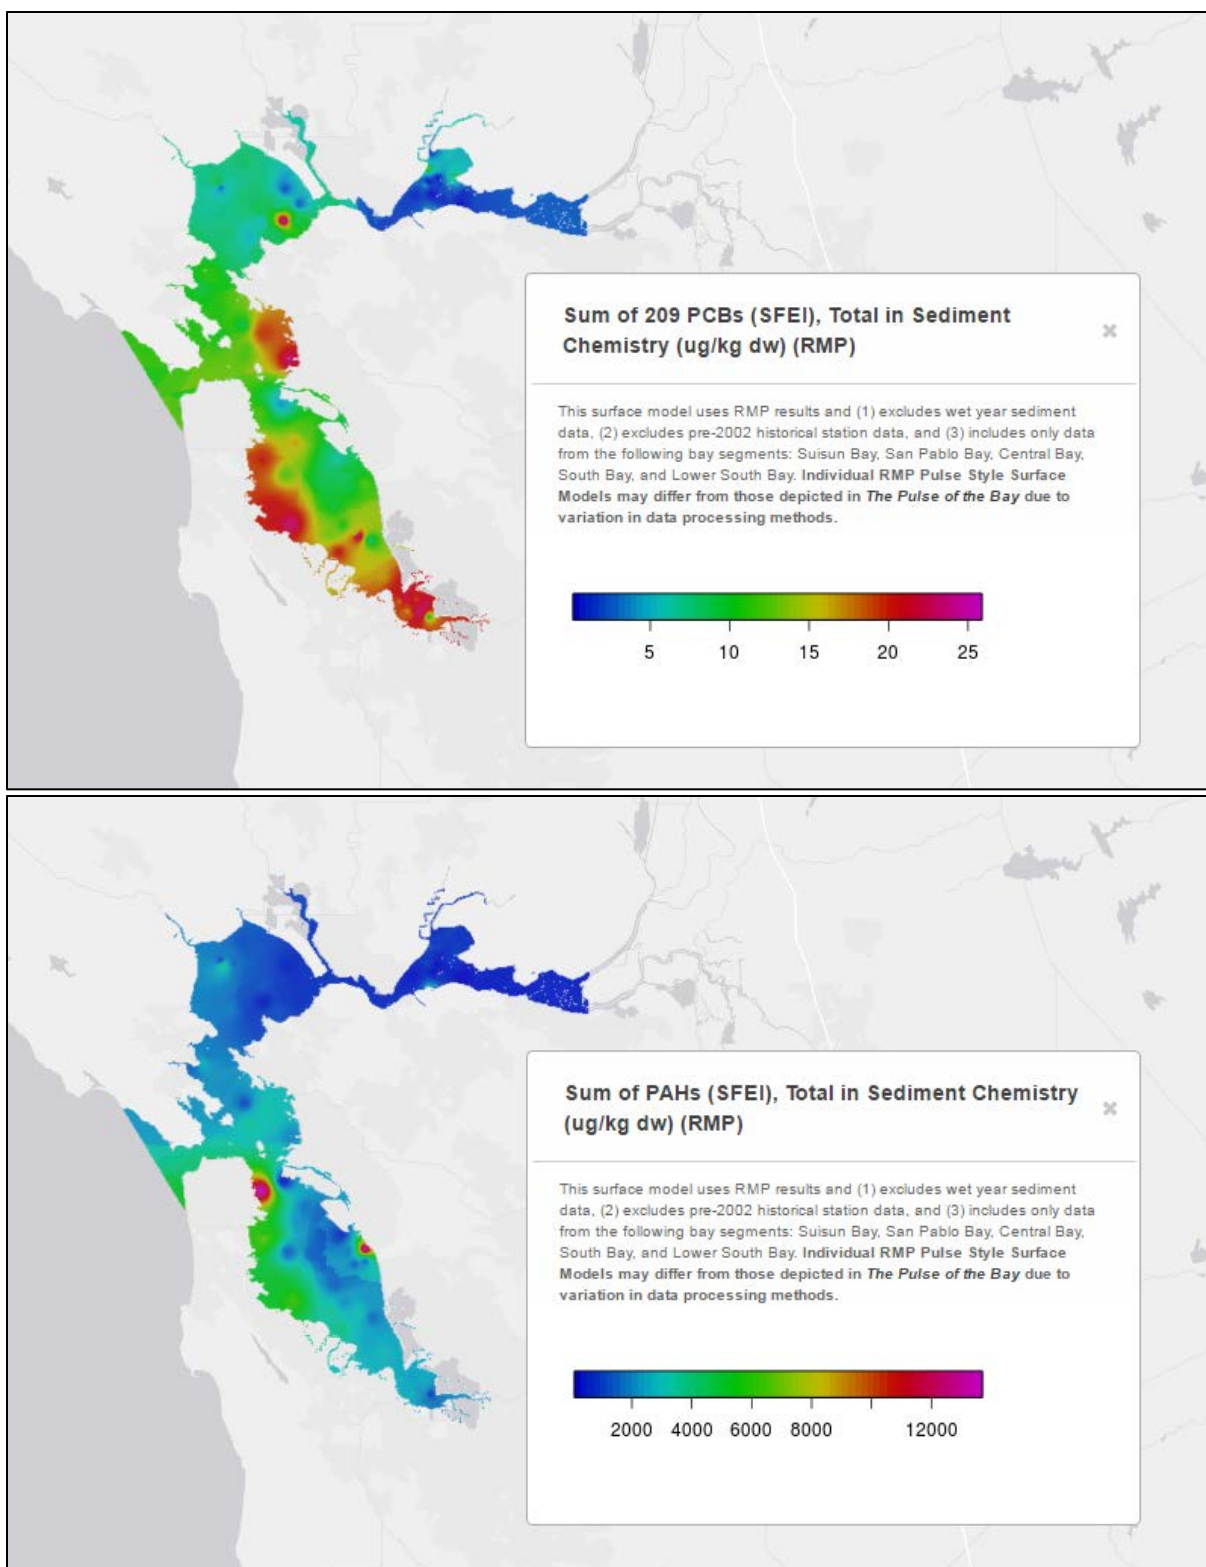 Sum of 209 PCBs (SFEI), Total in Sediment
Chemistry (ug/kg dw) (RMP)
This surface model uses RMP results and (1) excludes wet year sediment
data, (2) excludes pre-2002 historical station data, and (3) includes only data
from the following bay segments: Suisun Bay, San Pablo Bay, Central Bay,
South Bay, and Lower South Bay. Individual RMP Pulse Style Surface
Models may differ from those depicted in The Pulse of the Bay due to
variation in data processing methods.
5 10 15 20 25
Sum of PAHs (SFEI), Total in Sediment Chemistry
(ug/kg dw) (RMP)
This surface model uses RMP results and (1) excludes wet year sediment
data, (2) excludes pre-2002 historical station data, and (3) includes only data
from the following bay segments: Suisun Bay, San Pablo Bay, Central Bay,
South Bay, and Lower South Bay. Individual RMP Pulse Style Surface
Models may differ from those depicted in The Pulse of the Bay due to
variation in data processing methods.
2000 4000 6000 8000 12000